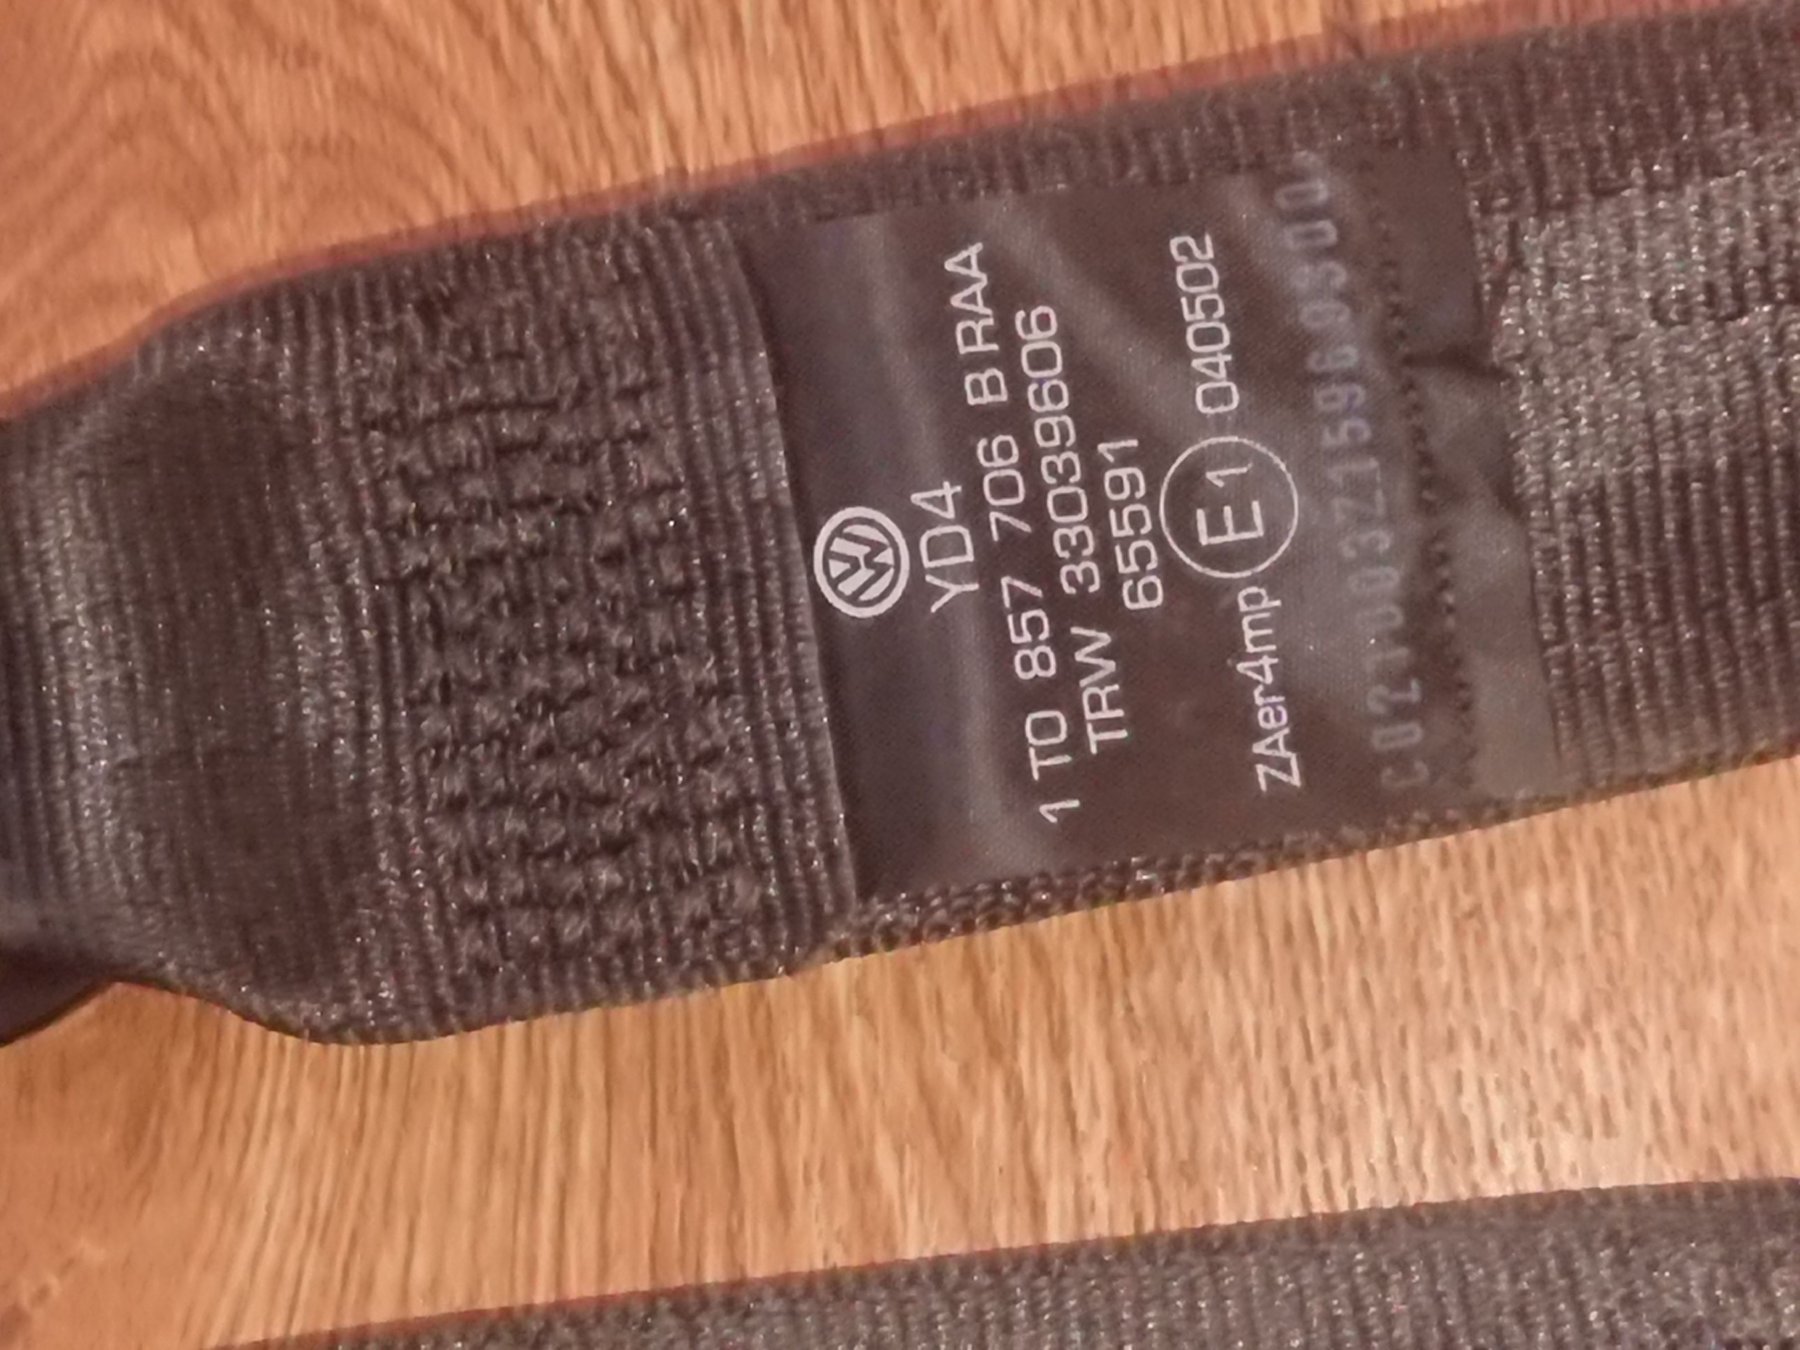 YD4
1 T0 857 706 B RAA
TRW 33039606
65591
ZAer4mp E1 040502